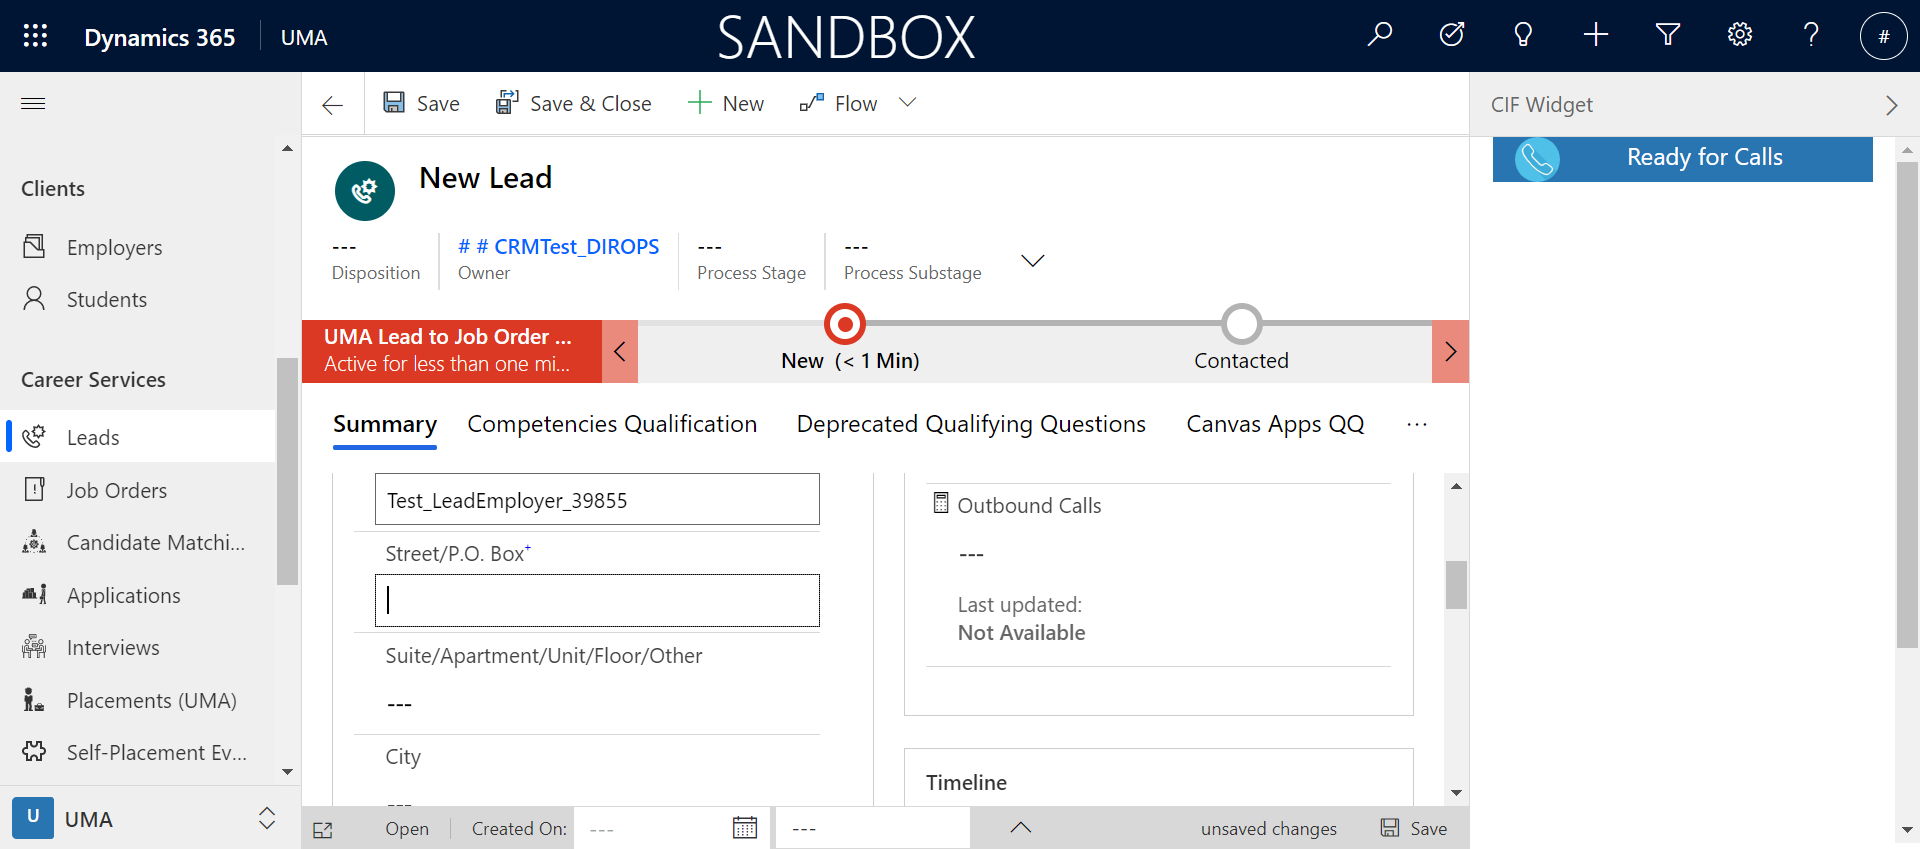 Dynamics 365
UMA
SANDBOX
#
Clients
Employers
Students
Career Services
Leads
Job Orders
Candidate Matchi...
Applications
Interviews
Placements (UMA)
Self-Placement Ev...
U
UMA
Save
Save & Close
New
Flow
New Lead
---
Disposition
# # CRMTest_DIROPS
Owner
---
Process Stage
---
Process Substage
UMA Lead to Job Order ...
Active for less than one mi...
New (< 1 Min)
Contacted
Summary
Competencies Qualification
Deprecated Qualifying Questions
Canvas Apps QQ
...
Test_LeadEmployer_39855
Street/P.O. Box+
Suite/Apartment/Unit/Floor/Other
---
City
---
Outbound Calls
---
Last updated:
Not Available
Timeline
Open
Created On:
---
---
unsaved changes
Save
CIF Widget
Ready for Calls